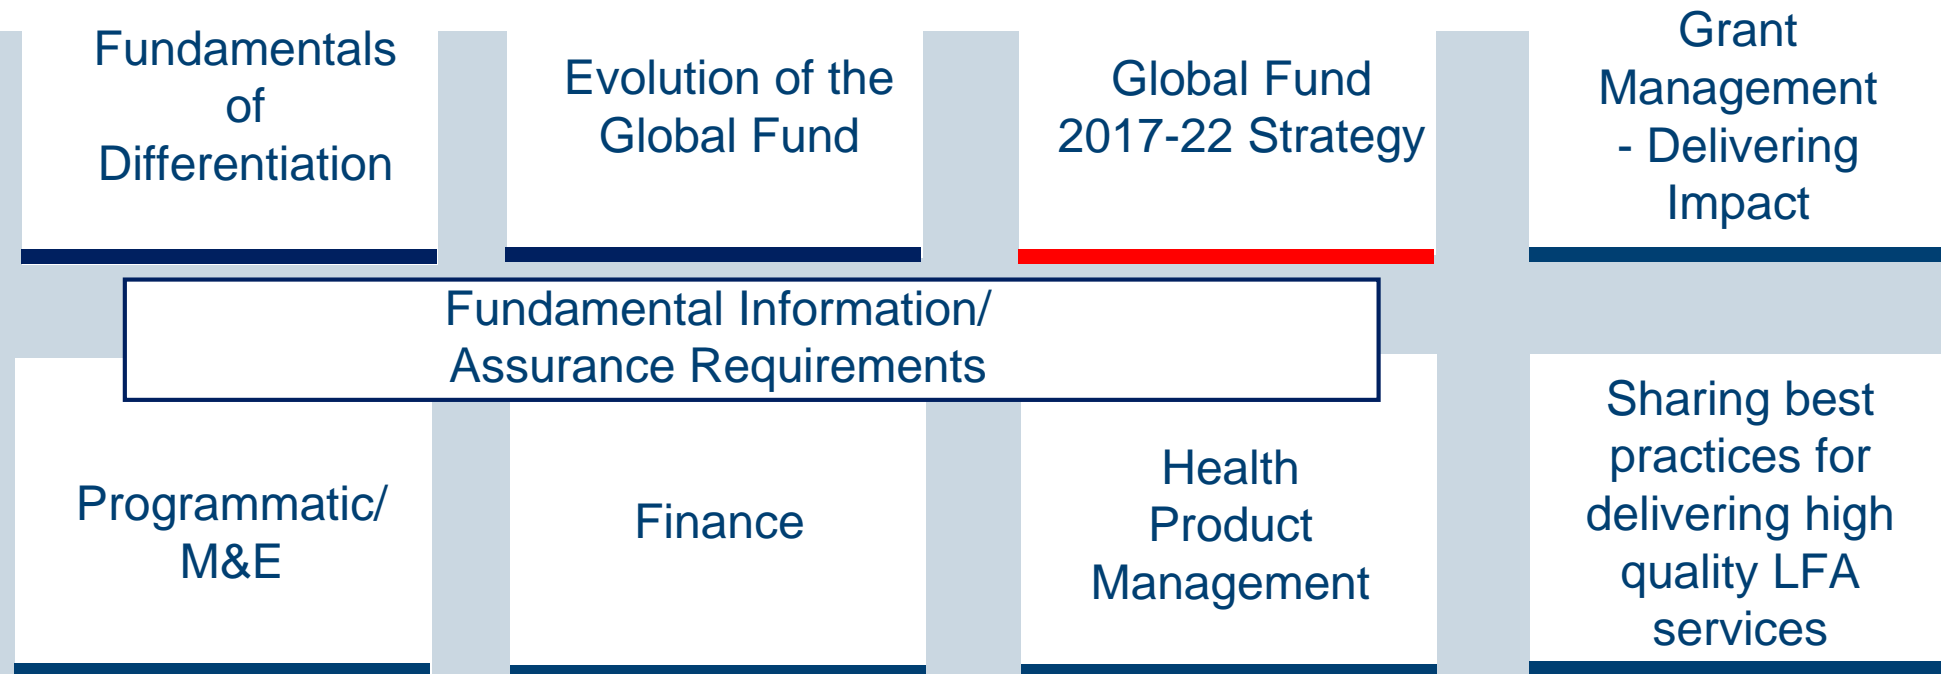 Fundamentals
of
Differentiation
Evolution of the
Global Fund
Global Fund
2017-22 Strategy
Grant
Management
- Delivering
Impact
Fundamental Information/
Assurance Requirements
Programmatic/
M&E
Finance
Health
Product
Management
Sharing best
practices for
delivering high
quality LFA
services